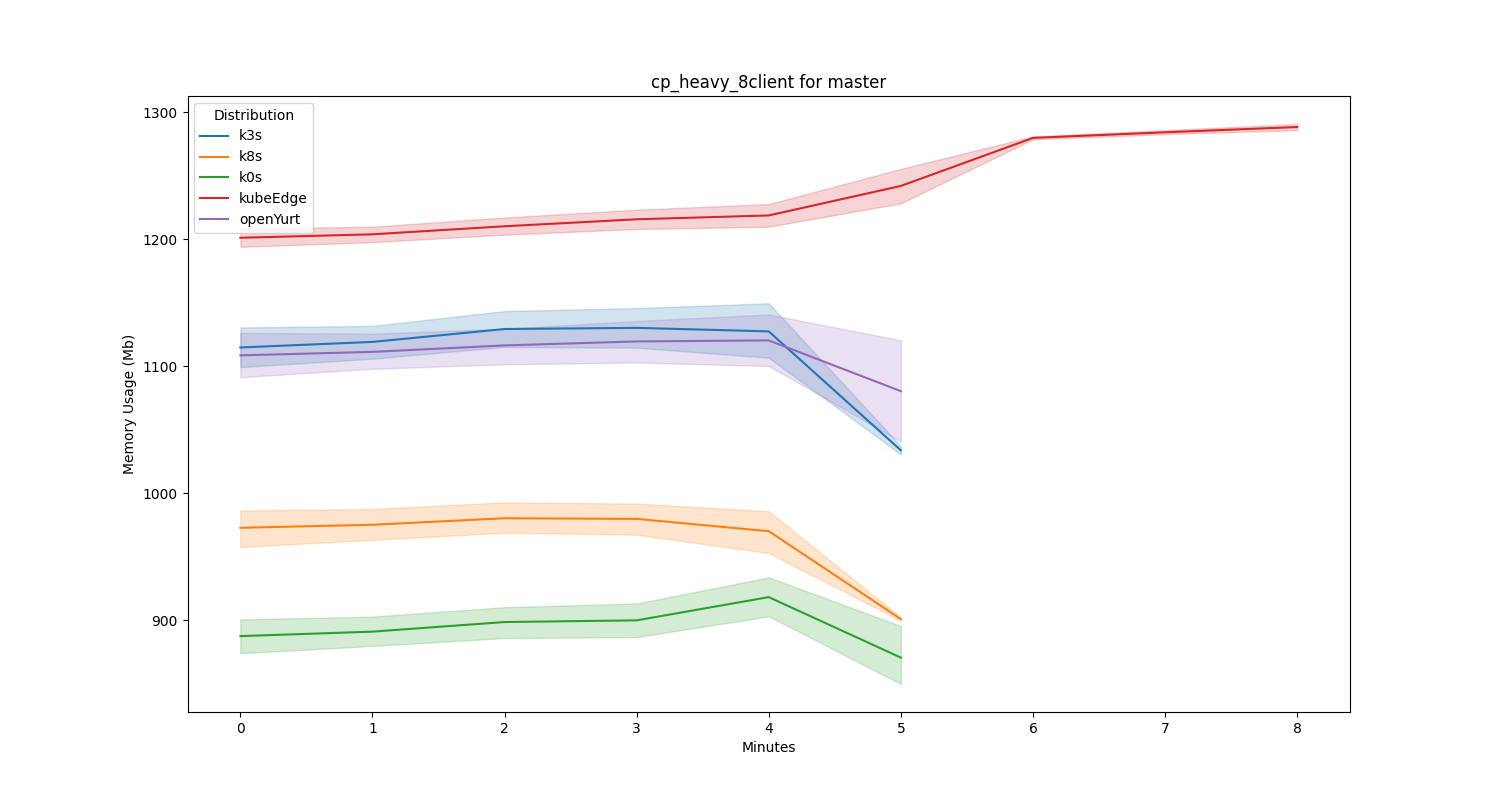 cp_heavy_8client for master
Distribution
k3s
k8s
k0s
kubeEdge
openYurt
Memory Usage (Mb)
1300
1200
1100
1000
900
0 1 2 3 4 5 6 7 8
Minutes